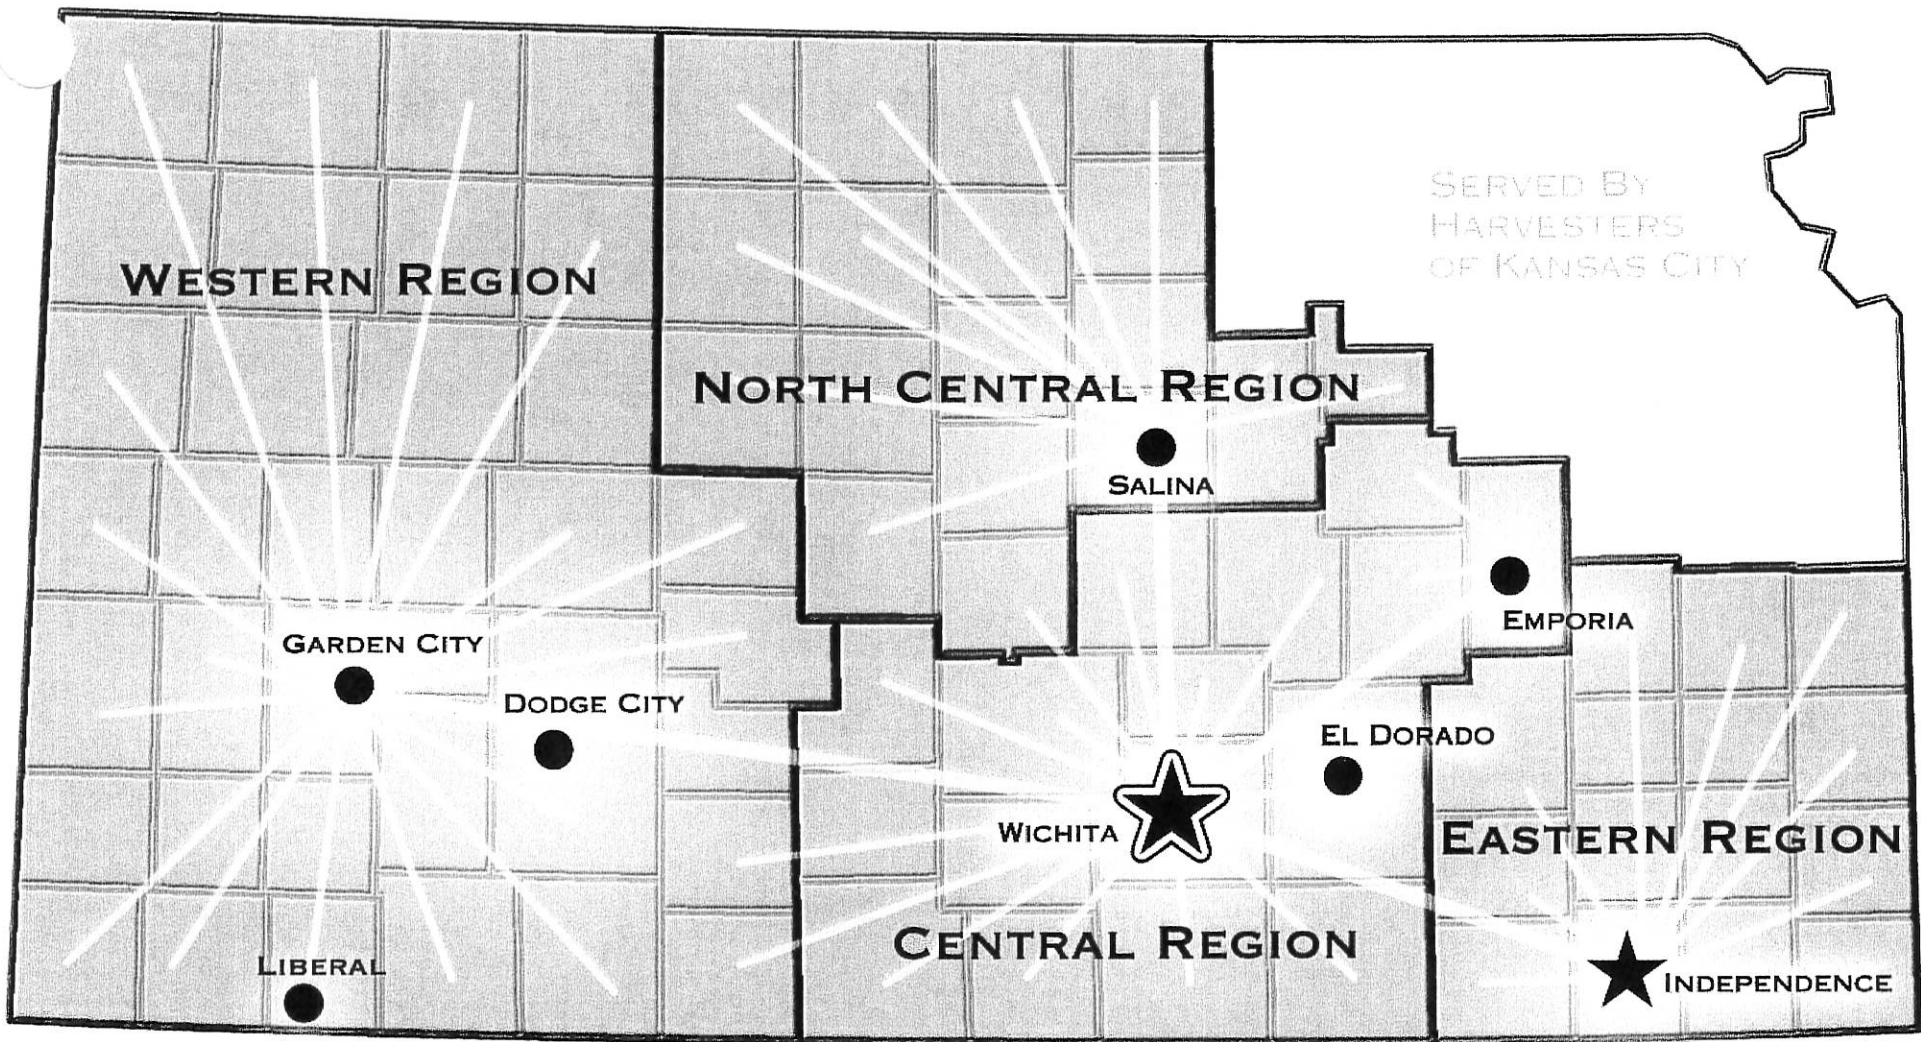 SERVED BY
HARVESTERS
OF KANSAS CITY
WESTERN REGION
NORTH CENTRAL REGION
SALINA
EMPORIA
GARDEN CITY
DODGE CITY
EL DORADO
WICHITA
EASTERN REGION
CENTRAL REGION
LIBERAL
INDEPENDENCE